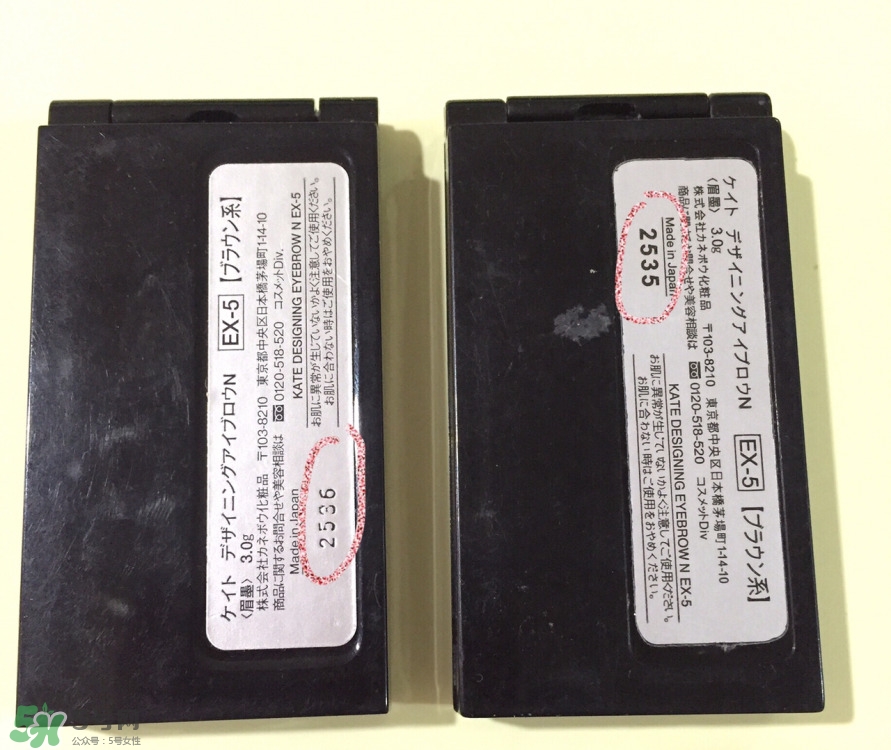 ケイト デザイニングアイブロウN EX-5 【ブラウン系】
〈眉墨〉 3.0g
株式会社カネボウ化粧品 〒103-8210 東京都中央区日本橋茅場町1-14-10
商品に関するお問合せや美容相談は 0120-518-520 コスメットDiv.
Made in Japan
KATE DESIGNING EYEBROW N EX-5
2536
お肌に異常が生じていないかよく注意してご使用ください。
お肌に合わない時はご使用をおやめください。
ケイト デザイニングアイブロウN EX-5 【ブラウン系】
〈眉墨〉 3.0g
株式会社カネボウ化粧品 〒103-8210 東京都中央区日本橋茅場町1-14-10
商品に関するお問合せや美容相談は 0120-518-520 コスメットDiv
Made in Japan
KATE DESIGNING EYEBROW N EX-5
2535
お肌に異常が生じていないかよく注意してご使用ください。
お肌に合わない時はご使用をおやめください。
5H
公众号：5号女性